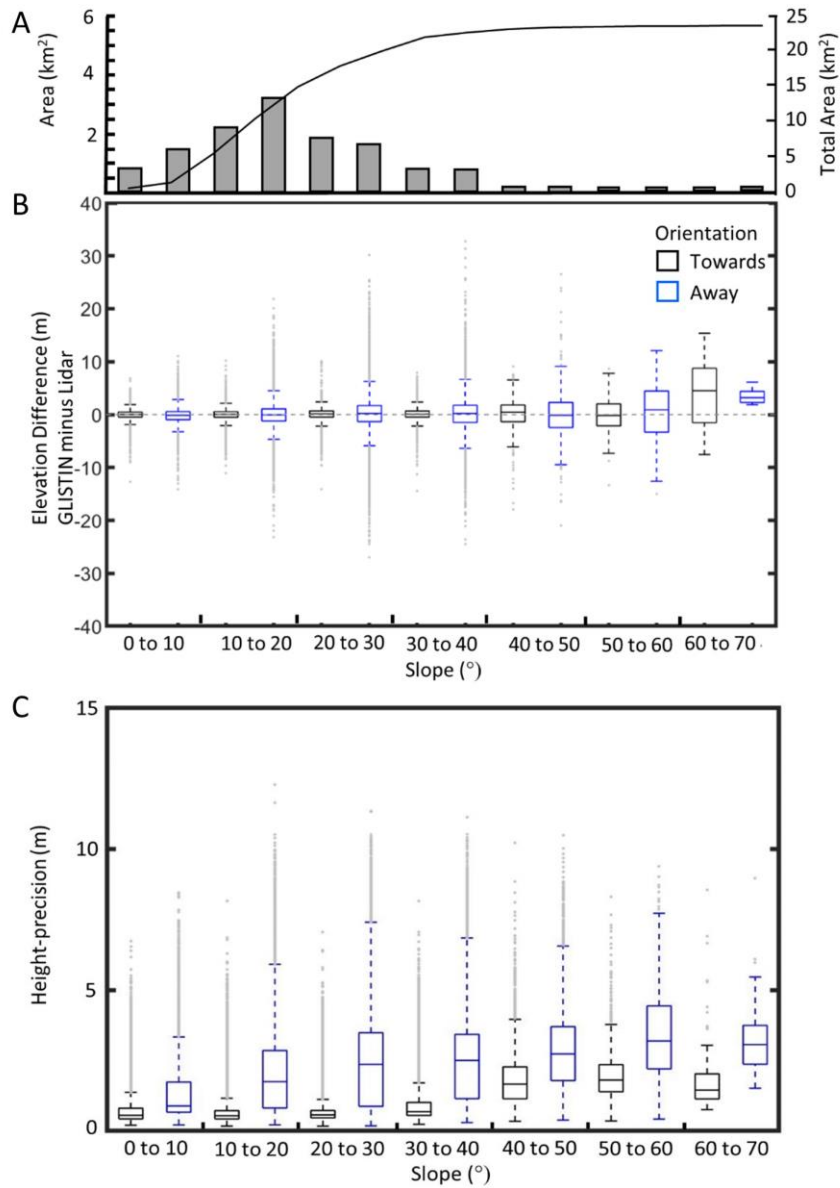 A
Area (km²)
6
4
2
Total Area (km²)
25
20
15
10
5
0
B
Elevation Difference (m)
GLISTIN minus Lidar
40
30
20
10
0
-10
-20
-30
-40
Orientation
Towards
Away
0 to 10 10 to 20 20 to 30 30 to 40 40 to 50 50 to 60 60 to 70
Slope (°)
C
Height-precision (m)
15
10
5
0
0 to 10 10 to 20 20 to 30 30 to 40 40 to 50 50 to 60 60 to 70
Slope (°)